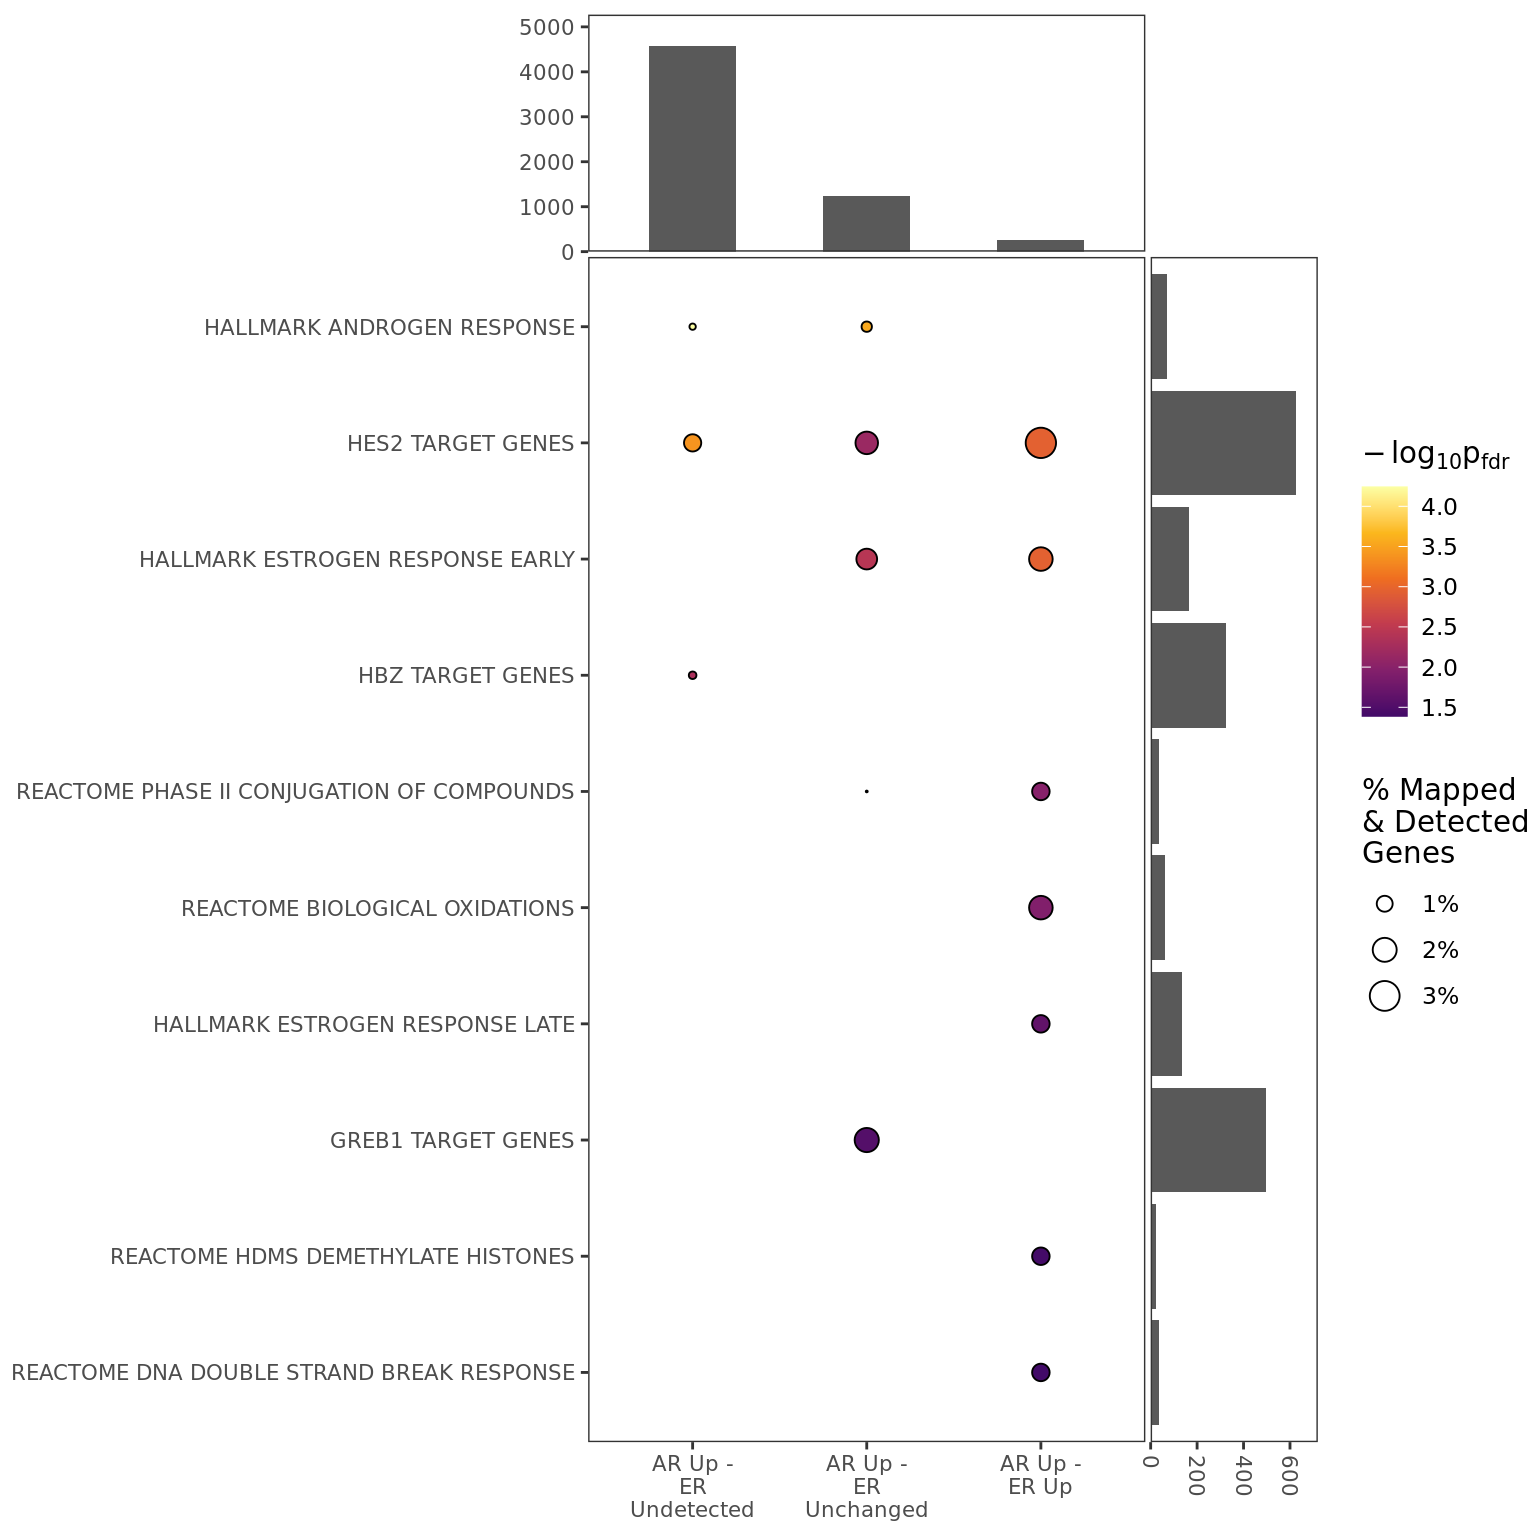 5000
4000
3000
2000
1000
0
HALLMARK ANDROGEN RESPONSE
HES2 TARGET GENES
HALLMARK ESTROGEN RESPONSE EARLY
HBZ TARGET GENES
REACTOME PHASE II CONJUGATION OF COMPOUNDS
REACTOME BIOLOGICAL OXIDATIONS
HALLMARK ESTROGEN RESPONSE LATE
GREB1 TARGET GENES
REACTOME HDMS DEMETHYLATE HISTONES
REACTOME DNA DOUBLE STRAND BREAK RESPONSE
AR Up -
ER
Undetected
AR Up -
ER
Unchanged
AR Up -
ER Up
0
200
400
600
− log10pfdr
4.0
3.5
3.0
2.5
2.0
1.5
% Mapped
& Detected
Genes
1%
2%
3%